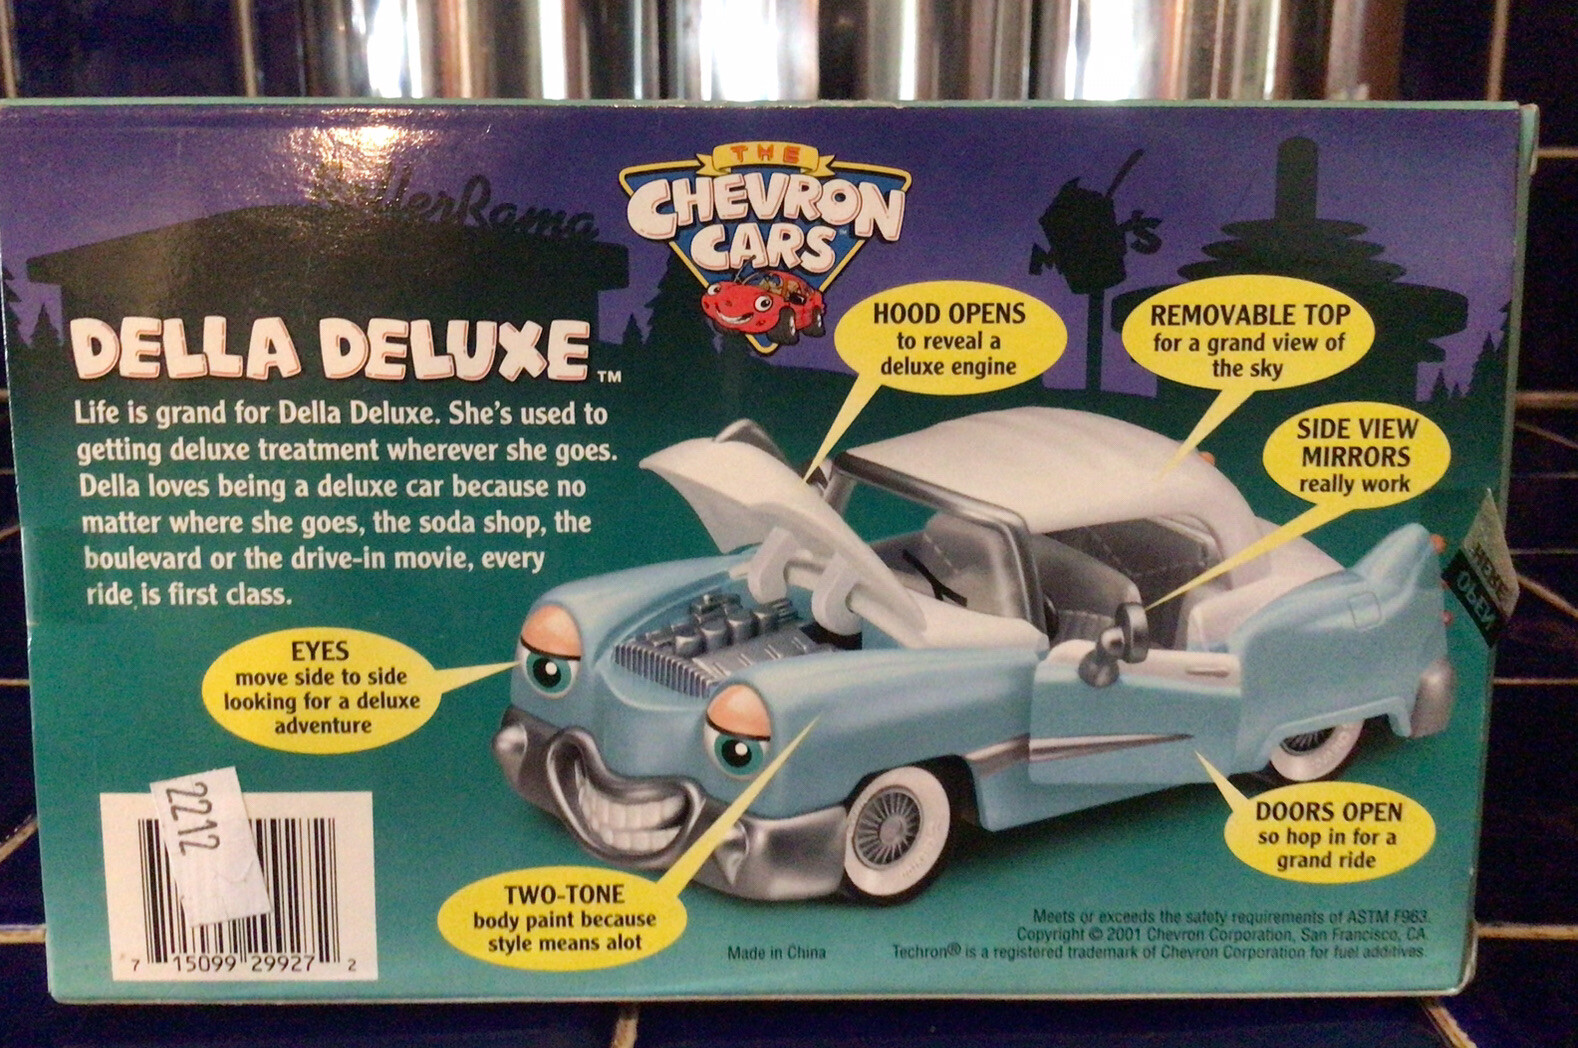 THE
CHEVRON
CARS
DELLA DELUXE™
Life is grand for Della Deluxe. She's used to
getting deluxe treatment wherever she goes.
Della loves being a deluxe car because no
matter where she goes, the soda shop, the
boulevard or the drive-in movie, every
ride is first class.
HOOD OPENS
to reveal a
deluxe engine
REMOVABLE TOP
for a grand view of
the sky
SIDE VIEW
MIRRORS
really work
EYES
move side to side
looking for a deluxe
adventure
TWO-TONE
body paint because
style means alot
DOORS OPEN
so hop in for a
grand ride
2212
7 15099 29927 2
Made in China
Meets or exceeds the safety requirements of ASTM F963.
Copyright © 2001 Chevron Corporation, San Francisco, CA.
Techron® is a registered trademark of Chevron Corporation for fuel additives.
OPEN
HERE